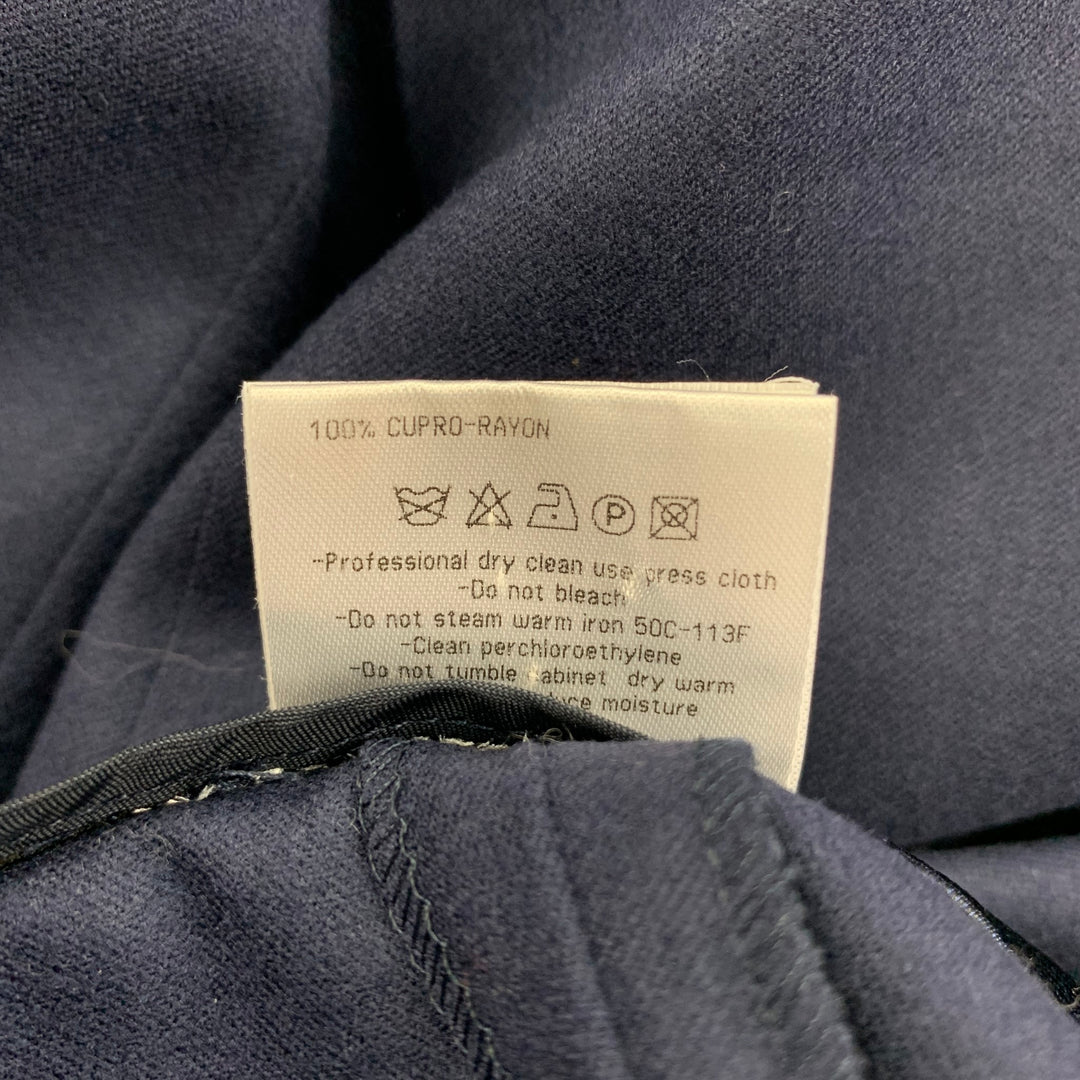 100% CUPRO-RAYON
P
-Professional dry clean use press cloth
-Do not bleach
-Do not steam warm iron 50C-113F
-Clean perchloroethylene
-Do not tumble dry warm
moisture